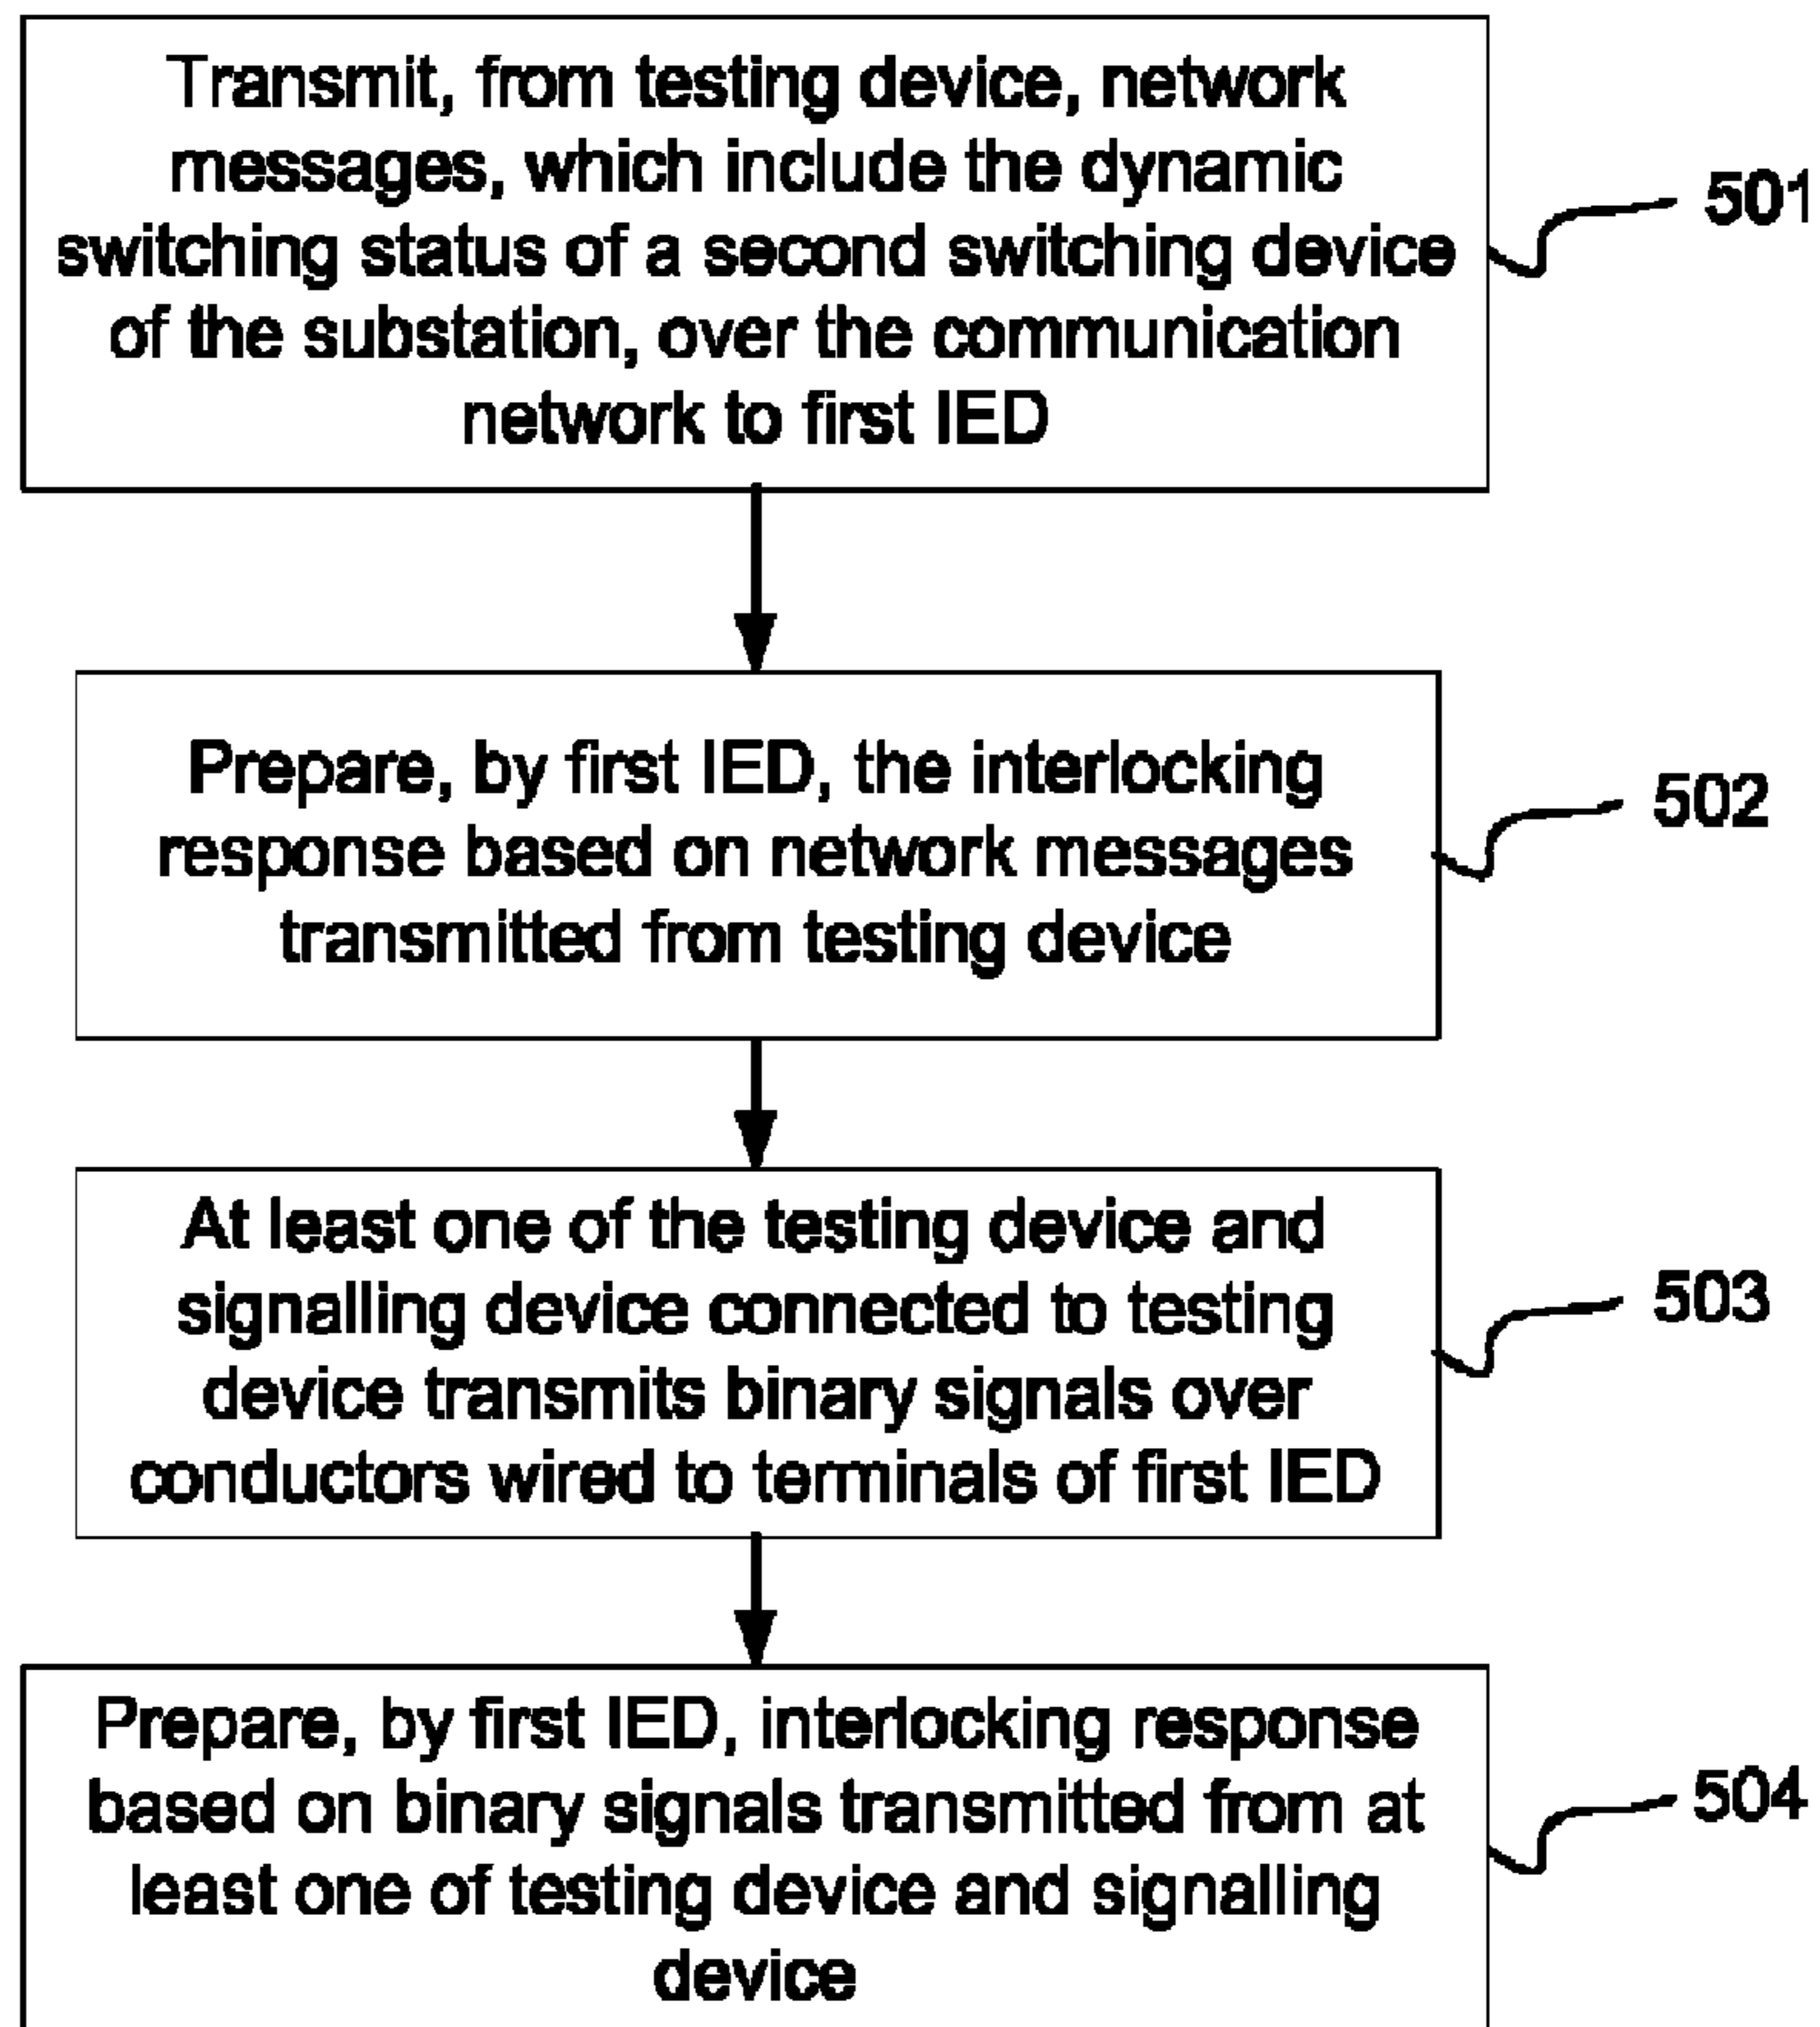 Transmit, from testing device, network
messages, which include the dynamic
switching status of a second switching device
of the substation, over the communication
network to first IED
501
Prepare, by first IED, the interlocking
response based on network messages
transmitted from testing device
502
At least one of the testing device and
signalling device connected to testing
device transmits binary signals over
conductors wired to terminals of first IED
503
Prepare, by first IED, interlocking response
based on binary signals transmitted from at
least one of testing device and signalling
device
504